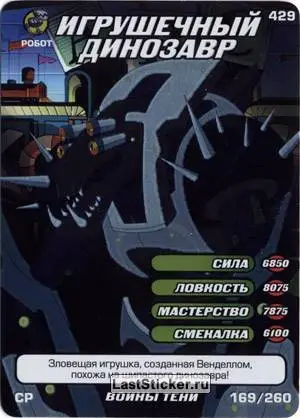 ИГРУШЕЧНЫЙ
ДИНОЗАВР
429
РОБОТ
СИЛА 6850
ЛОВКОСТЬ 8075
МАСТЕРСТВО 7875
СМЕКАЛКА 6100
Зловещая игрушка, созданная Венделлом,
похожа на шипастого динозавра!
LastSticker.com
СР ВОЙНЫ ТЕНИ 169/260